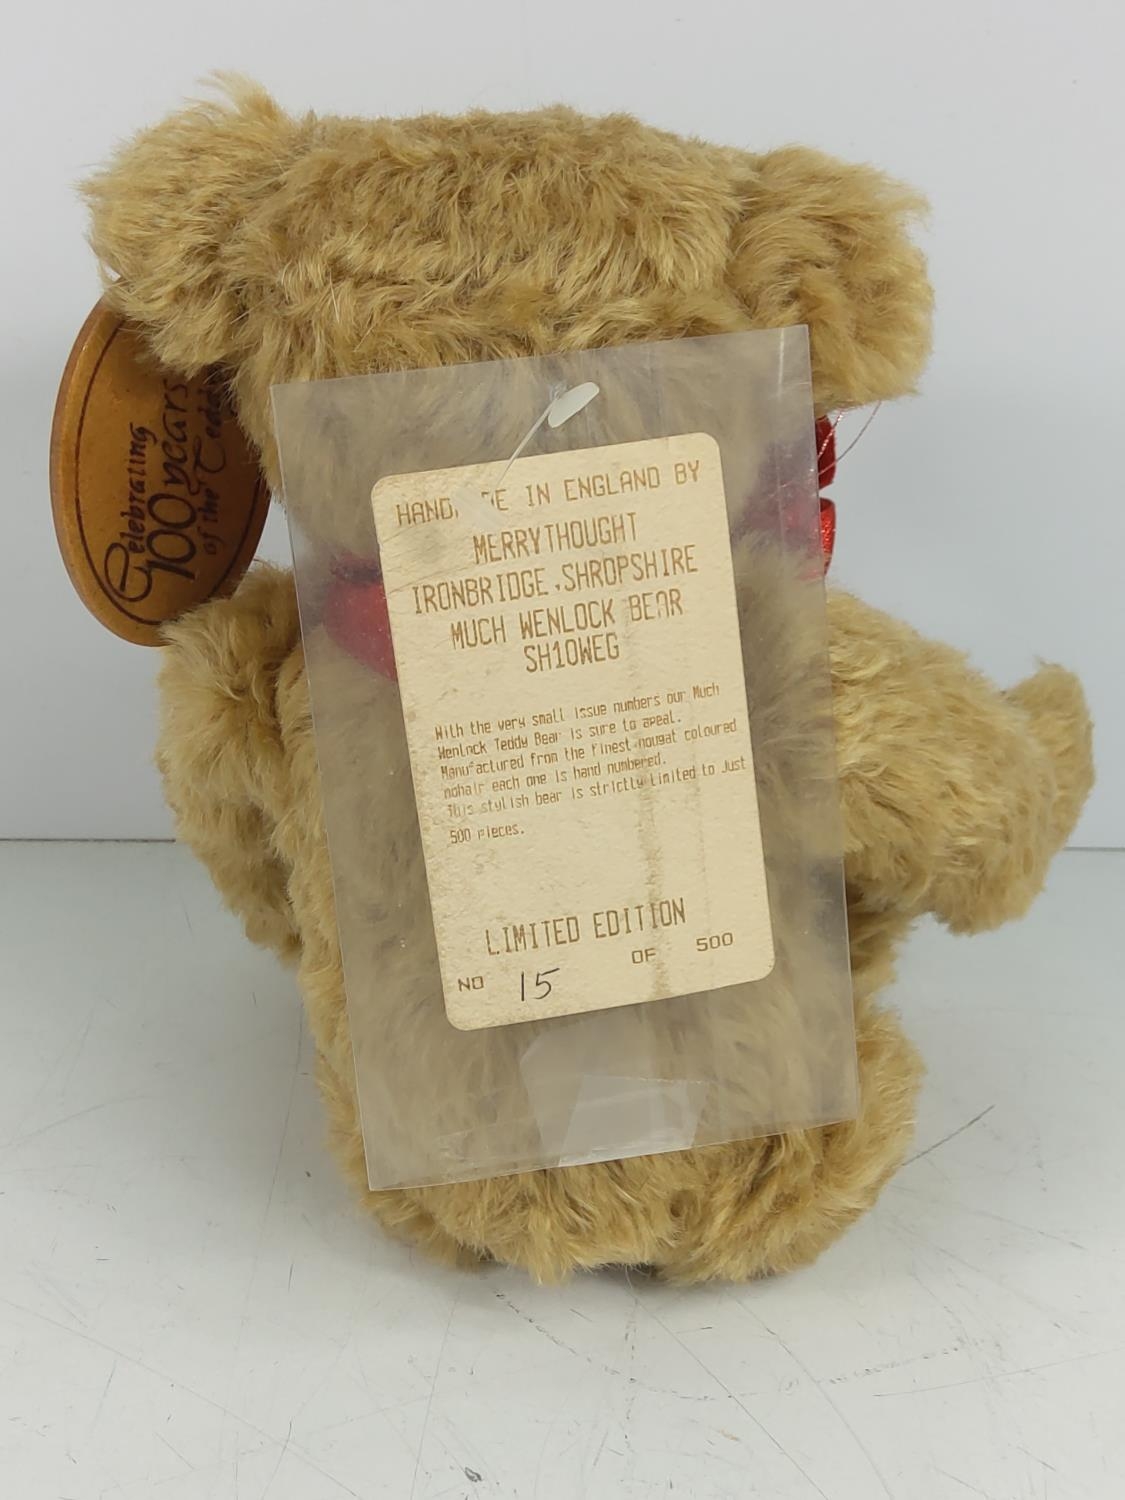 Celebrating
100 years
of the
IN ENGLAND BY
MERRYTHOUGHT
IRONBRIDGE, SHROPSHIRE
MUCH WENLOCK BEAR
SH10WEG
With the very small issue numbers our Much
Wenlock Teddy Bear is sure to apeal.
Manufactured from the finest nougat coloured
mohair each one is hand numbered.
This stylish bear is strictly limited to Just
500 pieces.
LIMITED EDITION
NO 15 OF 500